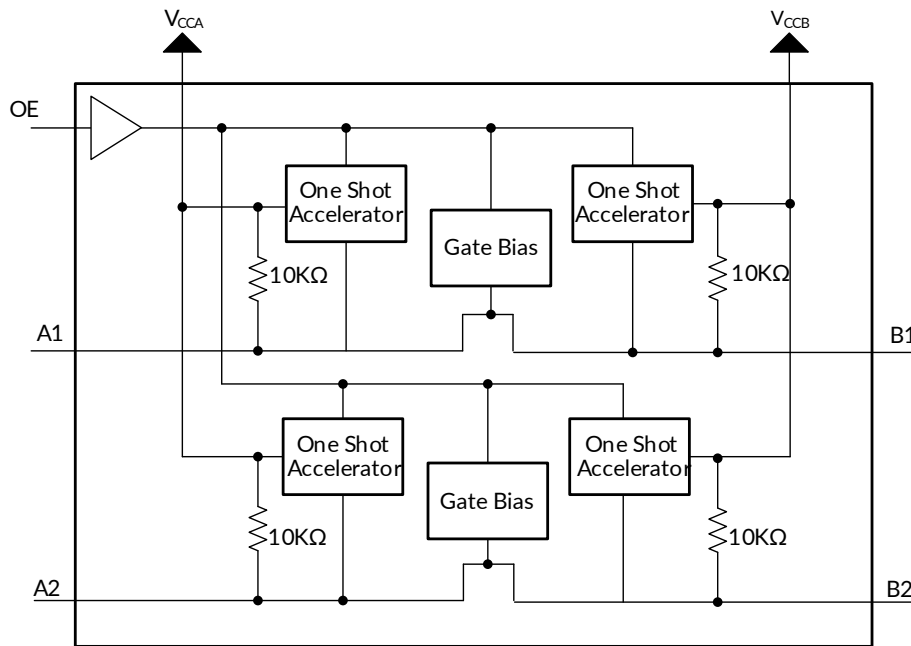 VCCA
VCCB
OE
One Shot
Accelerator
One Shot
Accelerator
Gate Bias
10KΩ
10KΩ
A1
B1
One Shot
Accelerator
One Shot
Accelerator
Gate Bias
10KΩ
10KΩ
A2
B2